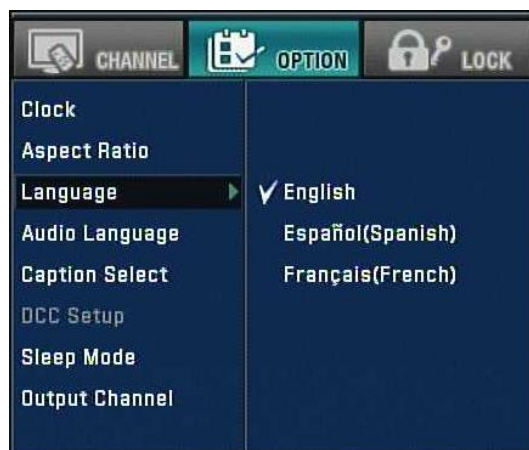 CHANNEL
OPTION
LOCK
Clock
Aspect Ratio
Language
English
Audio Language
Español(Spanish)
Caption Select
Français(French)
DCC Setup
Sleep Mode
Output Channel